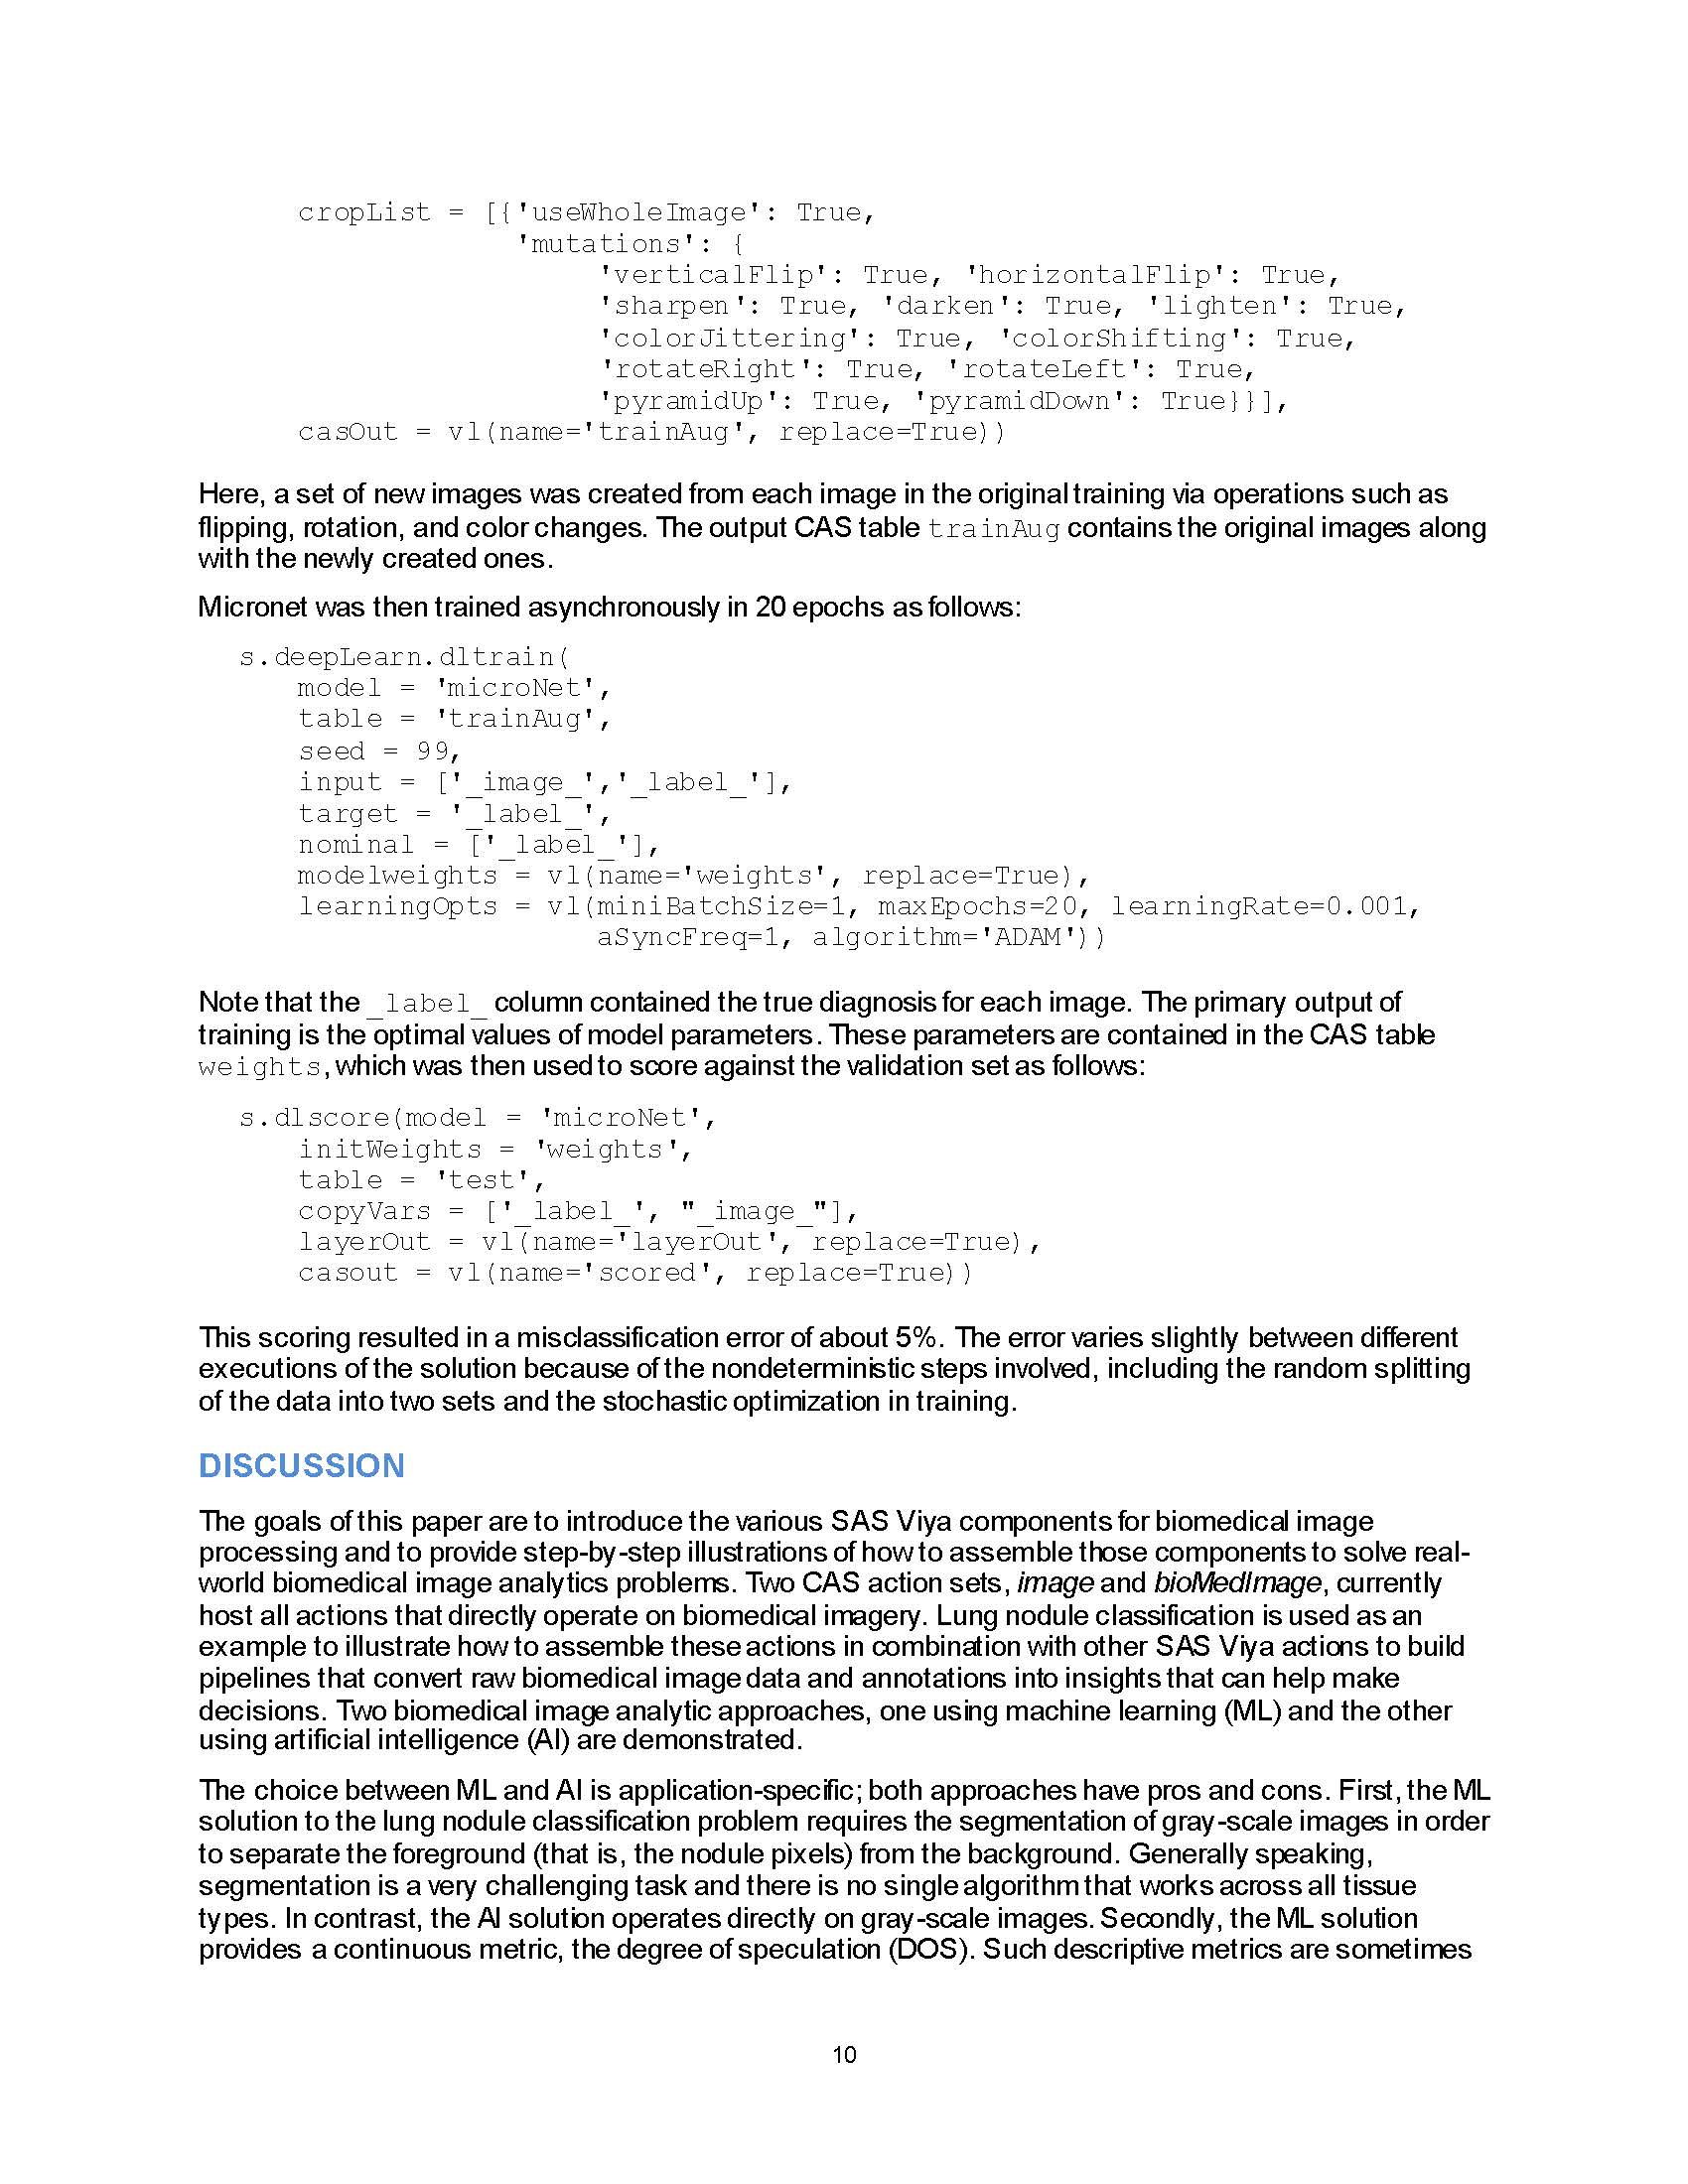 cropList = [{'useWholeImage': True,
'mutations': {
'verticalFlip': True, 'horizontalFlip': True,
'sharpen': True, 'darken': True, 'lighten': True,
'colorJittering': True, 'colorShifting': True,
'rotateRight': True, 'rotateLeft': True,
'pyramidUp': True, 'pyramidDown': True}}],
casOut = vl(name='trainAug', replace=True))
Here, a set of new images was created from each image in the original training via operations such as
flipping, rotation, and color changes. The output CAS table trainAug contains the original images along
with the newly created ones.
Micronet was then trained asynchronously in 20 epochs as follows:
s.deepLearn.dltrain(
model = 'microNet',
table = 'trainAug',
seed = 99,
input = ['_image_','_label_'],
target = '_label_',
nominal = ['_label_'],
modelweights = vl(name='weights', replace=True),
learningOpts = vl(miniBatchSize=1, maxEpochs=20, learningRate=0.001,
aSyncFreq=1, algorithm='ADAM'))
Note that the _label_ column contained the true diagnosis for each image. The primary output of
training is the optimal values of model parameters. These parameters are contained in the CAS table
weights, which was then used to score against the validation set as follows:
s.dlscore(model = 'microNet',
initWeights = 'weights',
table = 'test',
copyVars = ['_label_', "_image_"],
layerOut = vl(name='layerOut', replace=True),
casout = vl(name='scored', replace=True))
This scoring resulted in a misclassification error of about 5%. The error varies slightly between different
executions of the solution because of the nondeterministic steps involved, including the random splitting
of the data into two sets and the stochastic optimization in training.
DISCUSSION
The goals of this paper are to introduce the various SAS Viya components for biomedical image
processing and to provide step-by-step illustrations of how to assemble those components to solve real-
world biomedical image analytics problems. Two CAS action sets, image and bioMedImage, currently
host all actions that directly operate on biomedical imagery. Lung nodule classification is used as an
example to illustrate how to assemble these actions in combination with other SAS Viya actions to build
pipelines that convert raw biomedical image data and annotations into insights that can help make
decisions. Two biomedical image analytic approaches, one using machine learning (ML) and the other
using artificial intelligence (AI) are demonstrated.
The choice between ML and AI is application-specific; both approaches have pros and cons. First, the ML
solution to the lung nodule classification problem requires the segmentation of gray-scale images in order
to separate the foreground (that is, the nodule pixels) from the background. Generally speaking,
segmentation is a very challenging task and there is no single algorithm that works across all tissue
types. In contrast, the AI solution operates directly on gray-scale images. Secondly, the ML solution
provides a continuous metric, the degree of speculation (DOS). Such descriptive metrics are sometimes
10